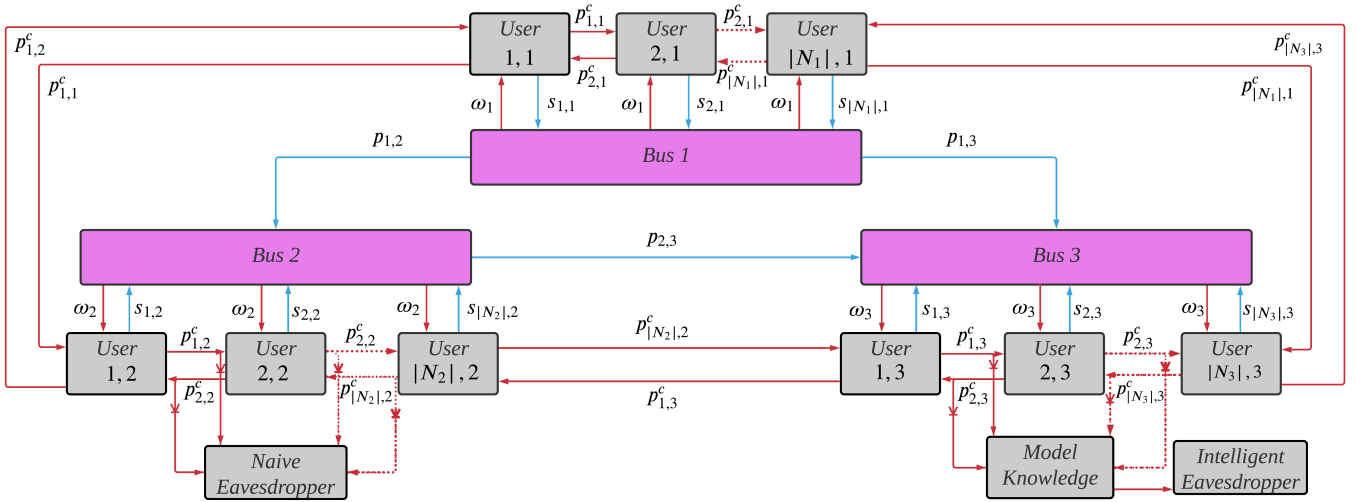 User
1, 1
p^c_{1,1}
User
2, 1
p^c_{2,1}
User
|N_1|, 1
p^c_{1,2}
p^c_{1,1}
p^c_{2,1}
p^c_{|N_1|,1}
p^c_{|N_3|,3}
p^c_{|N_1|,1}
ω_1
s_{1,1}
ω_1
s_{2,1}
ω_1
s_{|N_1|,1}
p_{1,2}
Bus 1
p_{1,3}
Bus 2
p_{2,3}
Bus 3
ω_2
s_{1,2}
ω_2
s_{2,2}
ω_2
s_{|N_2|,2}
ω_3
s_{1,3}
ω_3
s_{2,3}
ω_3
s_{|N_3|,3}
User
1, 2
p^c_{1,2}
User
2, 2
p^c_{2,2}
User
|N_2|, 2
p^c_{|N_2|,2}
User
1, 3
p^c_{1,3}
User
2, 3
p^c_{2,3}
User
|N_3|, 3
p^c_{2,2}
p^c_{|N_2|,2}
p^c_{1,3}
p^c_{2,3}
p^c_{|N_3|,3}
Naive
Eavesdropper
Model
Knowledge
Intelligent
Eavesdropper